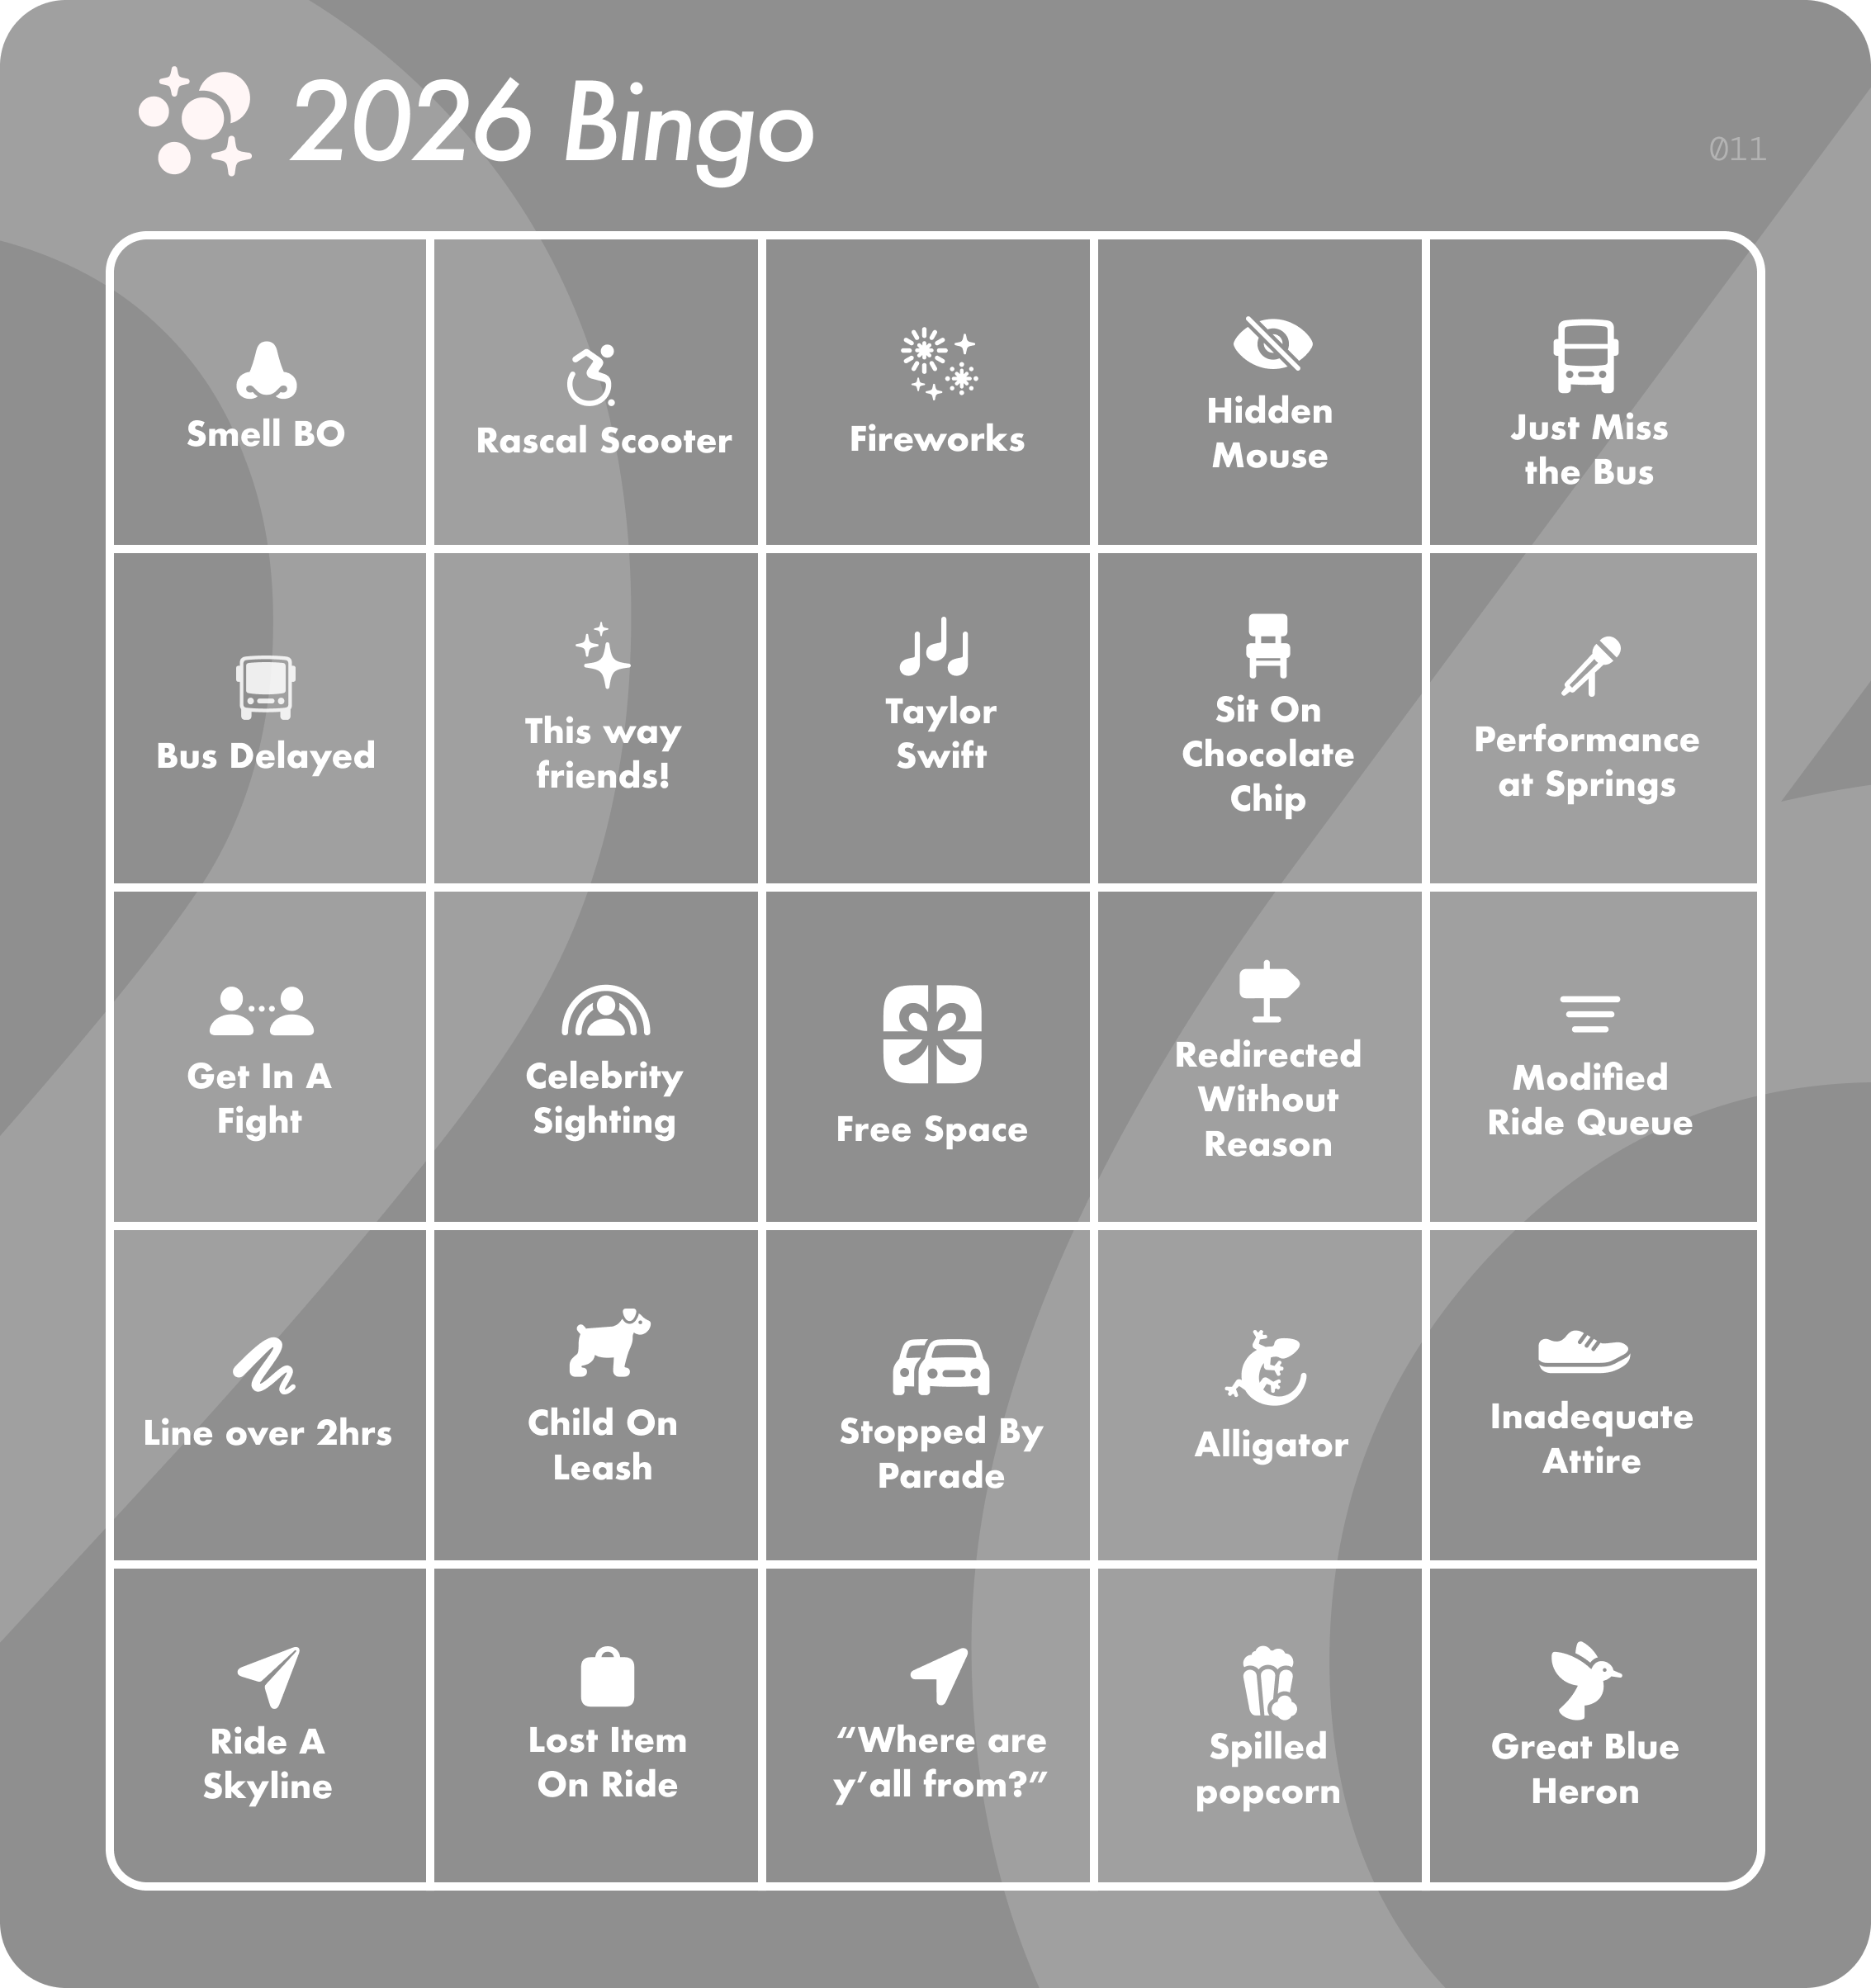 2026 Bingo
011
Smell BO
Rascal Scooter
Fireworks
Hidden
Mouse
Just Miss
the Bus
Bus Delayed
This way
friends!
Taylor
Swift
Sit On
Chocolate
Chip
Performance
at Springs
Get In A
Fight
Celebrity
Sighting
Free Space
Redirected
Without
Reason
Modified
Ride Queue
Line over 2hrs
Child On
Leash
Stopped By
Parade
Alligator
Inadequate
Attire
Ride A
Skyline
Lost Item
On Ride
“Where are
y’all from?”
Spilled
popcorn
Great Blue
Heron